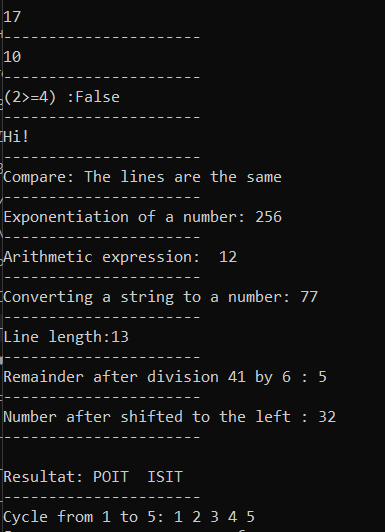 17
---------------------
10
---------------------
(2>=4) :False
---------------------
Hi!
---------------------
Compare: The lines are the same
---------------------
Exponentiation of a number: 256
---------------------
Arithmetic expression:  12
---------------------
Converting a string to a number: 77
---------------------
Line length:13
---------------------
Remainder after division 41 by 6 : 5
---------------------
Number after shifted to the left : 32
---------------------
Resultat: POIT  ISIT
---------------------
Cycle from 1 to 5: 1 2 3 4 5